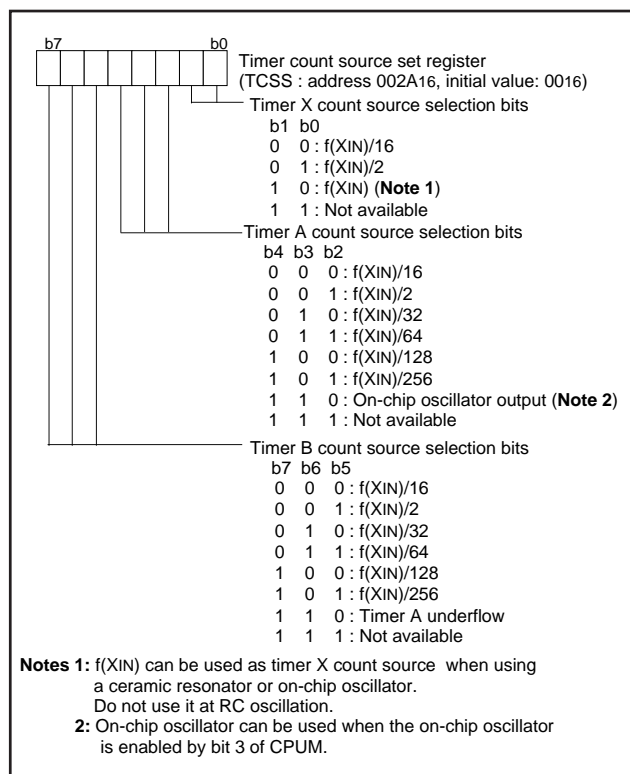 b7 b0
Timer count source set register
(TCSS : address 002A16, initial value: 0016)
Timer X count source selection bits
b1 b0
0 0 : f(XIN)/16
0 1 : f(XIN)/2
1 0 : f(XIN) (Note 1)
1 1 : Not available
Timer A count source selection bits
b4 b3 b2
0 0 0 : f(XIN)/16
0 0 1 : f(XIN)/2
0 1 0 : f(XIN)/32
0 1 1 : f(XIN)/64
1 0 0 : f(XIN)/128
1 0 1 : f(XIN)/256
1 1 0 : On-chip oscillator output (Note 2)
1 1 1 : Not available
Timer B count source selection bits
b7 b6 b5
0 0 0 : f(XIN)/16
0 0 1 : f(XIN)/2
0 1 0 : f(XIN)/32
0 1 1 : f(XIN)/64
1 0 0 : f(XIN)/128
1 0 1 : f(XIN)/256
1 1 0 : Timer A underflow
1 1 1 : Not available
Notes 1: f(XIN) can be used as timer X count source when using
a ceramic resonator or on-chip oscillator.
Do not use it at RC oscillation.
2: On-chip oscillator can be used when the on-chip oscillator
is enabled by bit 3 of CPUM.